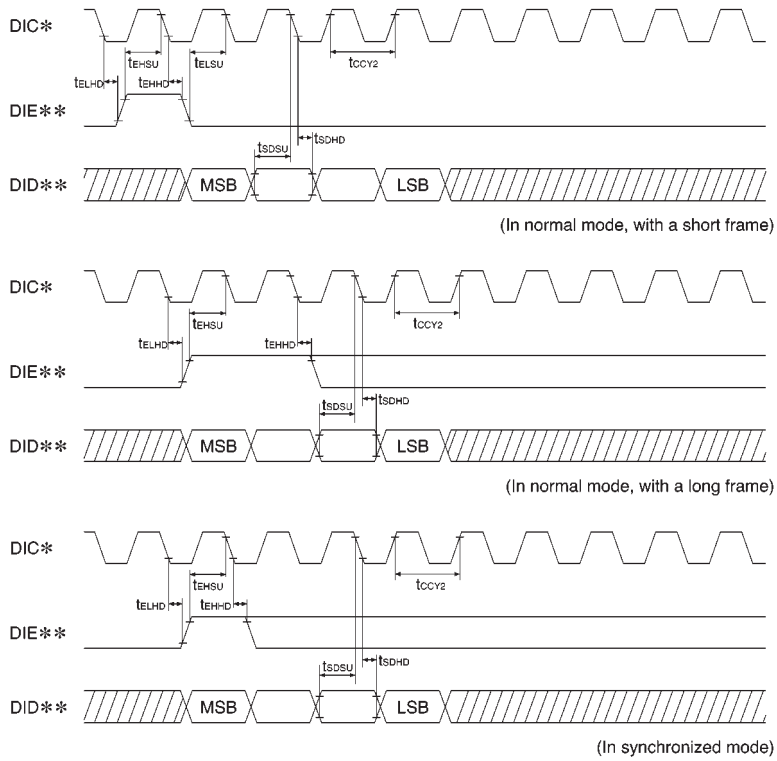 DIC*
tEHSU tELSU tCCY2
tELHD tEHHD
DIE**
tSDSU tSDHD
DID** MSB LSB
(In normal mode, with a short frame)
DIC*
tEHSU tCCY2
tELHD tEHHD
DIE**
tSDSU tSDHD
DID** MSB LSB
(In normal mode, with a long frame)
DIC*
tEHSU tCCY2
tELHD tEHHD
DIE**
tSDSU tSDHD
DID** MSB LSB
(In synchronized mode)